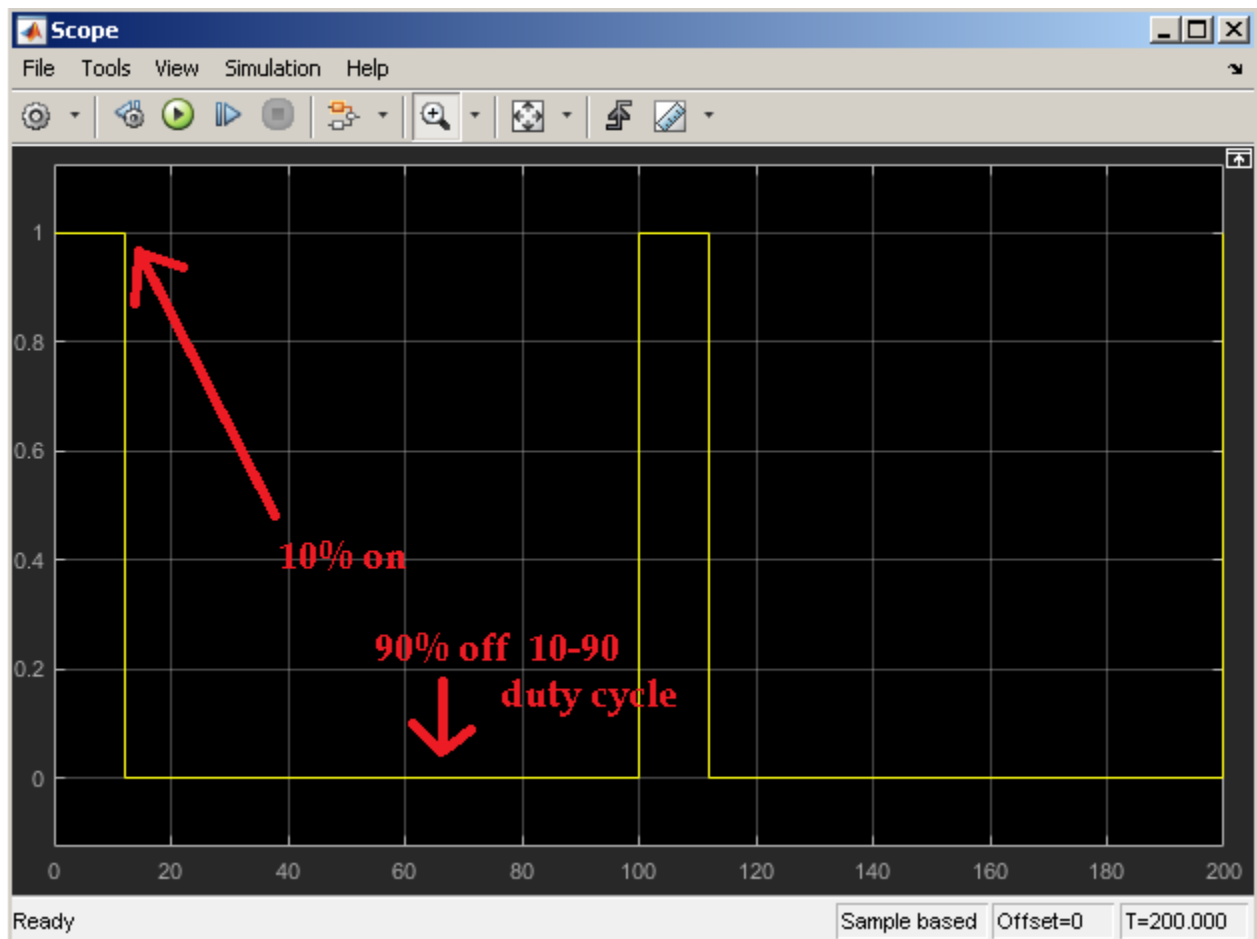 Scope
File Tools View Simulation Help
1
0.8
0.6
0.4
0.2
0
10% on
90% off 10-90
duty cycle
0 20 40 60 80 100 120 140 160 180 200
Ready Sample based Offset=0 T=200.000